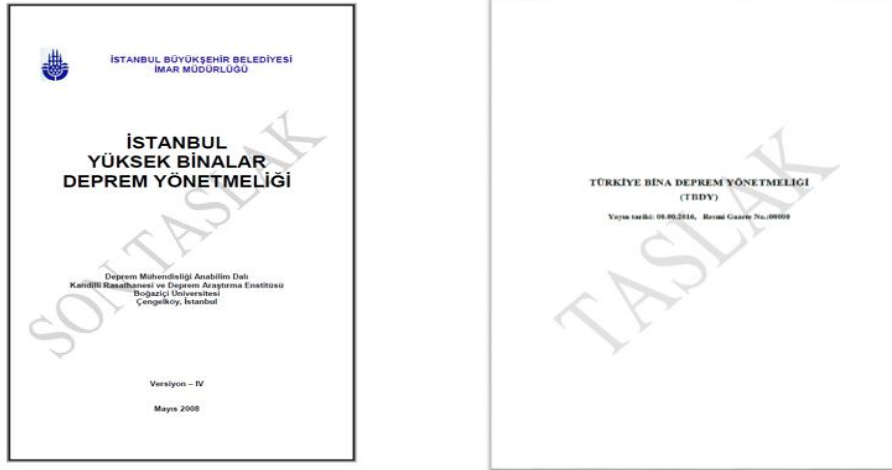 İSTANBUL BÜYÜKŞEHİR BELEDİYESİ
İMAR MÜDÜRLÜĞÜ
İSTANBUL
YÜKSEK BİNALAR
DEPREM YÖNETMELİĞİ
SON TASLAK
Deprem Mühendisliği Anabilim Dalı
Kandilli Rasathanesi ve Deprem Araştırma Enstitüsü
Boğaziçi Üniversitesi
Çengelköy, İstanbul
Versiyon – IV
Mayıs 2008
TÜRKİYE BİNA DEPREM YÖNETMELİĞİ
(TBDY)
Yayın tarihi: 00.00.2016, Resmi Gazete No.:00000
TASLAK